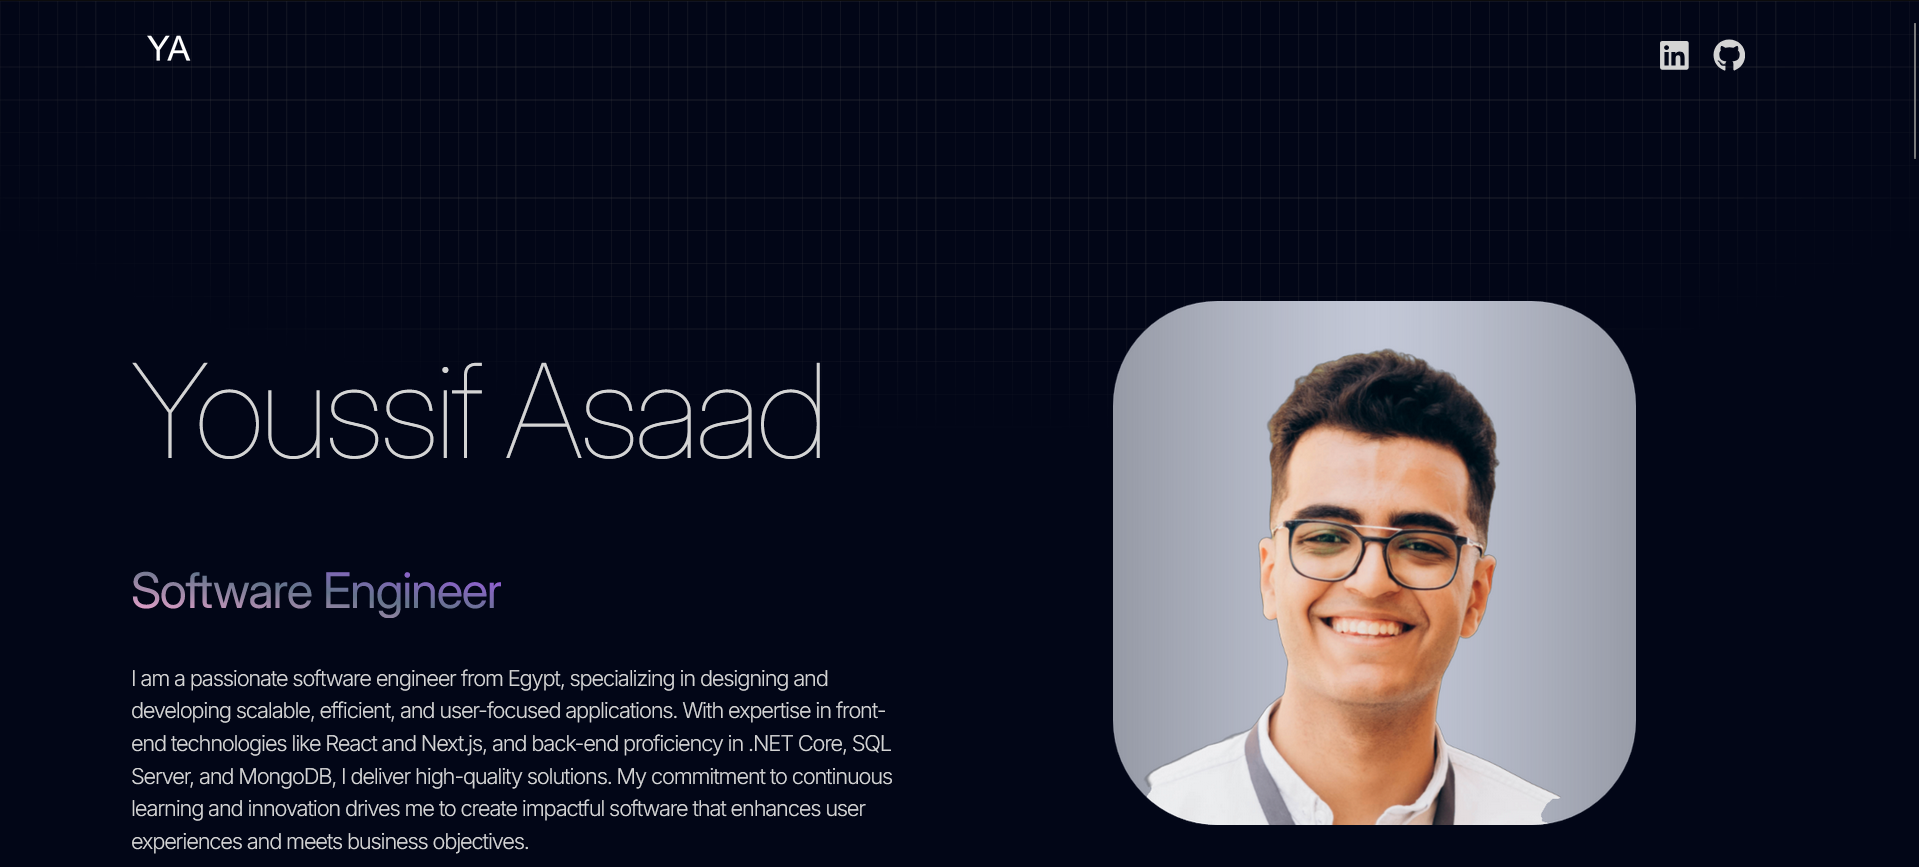 YA
in
Youssif Asaad
Software Engineer
I am a passionate software engineer from Egypt, specializing in designing and
developing scalable, efficient, and user-focused applications. With expertise in front-
end technologies like React and Next.js, and back-end proficiency in .NET Core, SQL
Server, and MongoDB, I deliver high-quality solutions. My commitment to continuous
learning and innovation drives me to create impactful software that enhances user
experiences and meets business objectives.